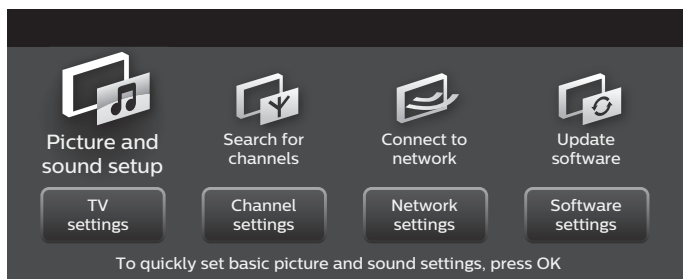 Picture and
sound setup
Search for
channels
Connect to
network
Update
software
TV
settings
Channel
settings
Network
settings
Software
settings
To quickly set basic picture and sound settings, press OK